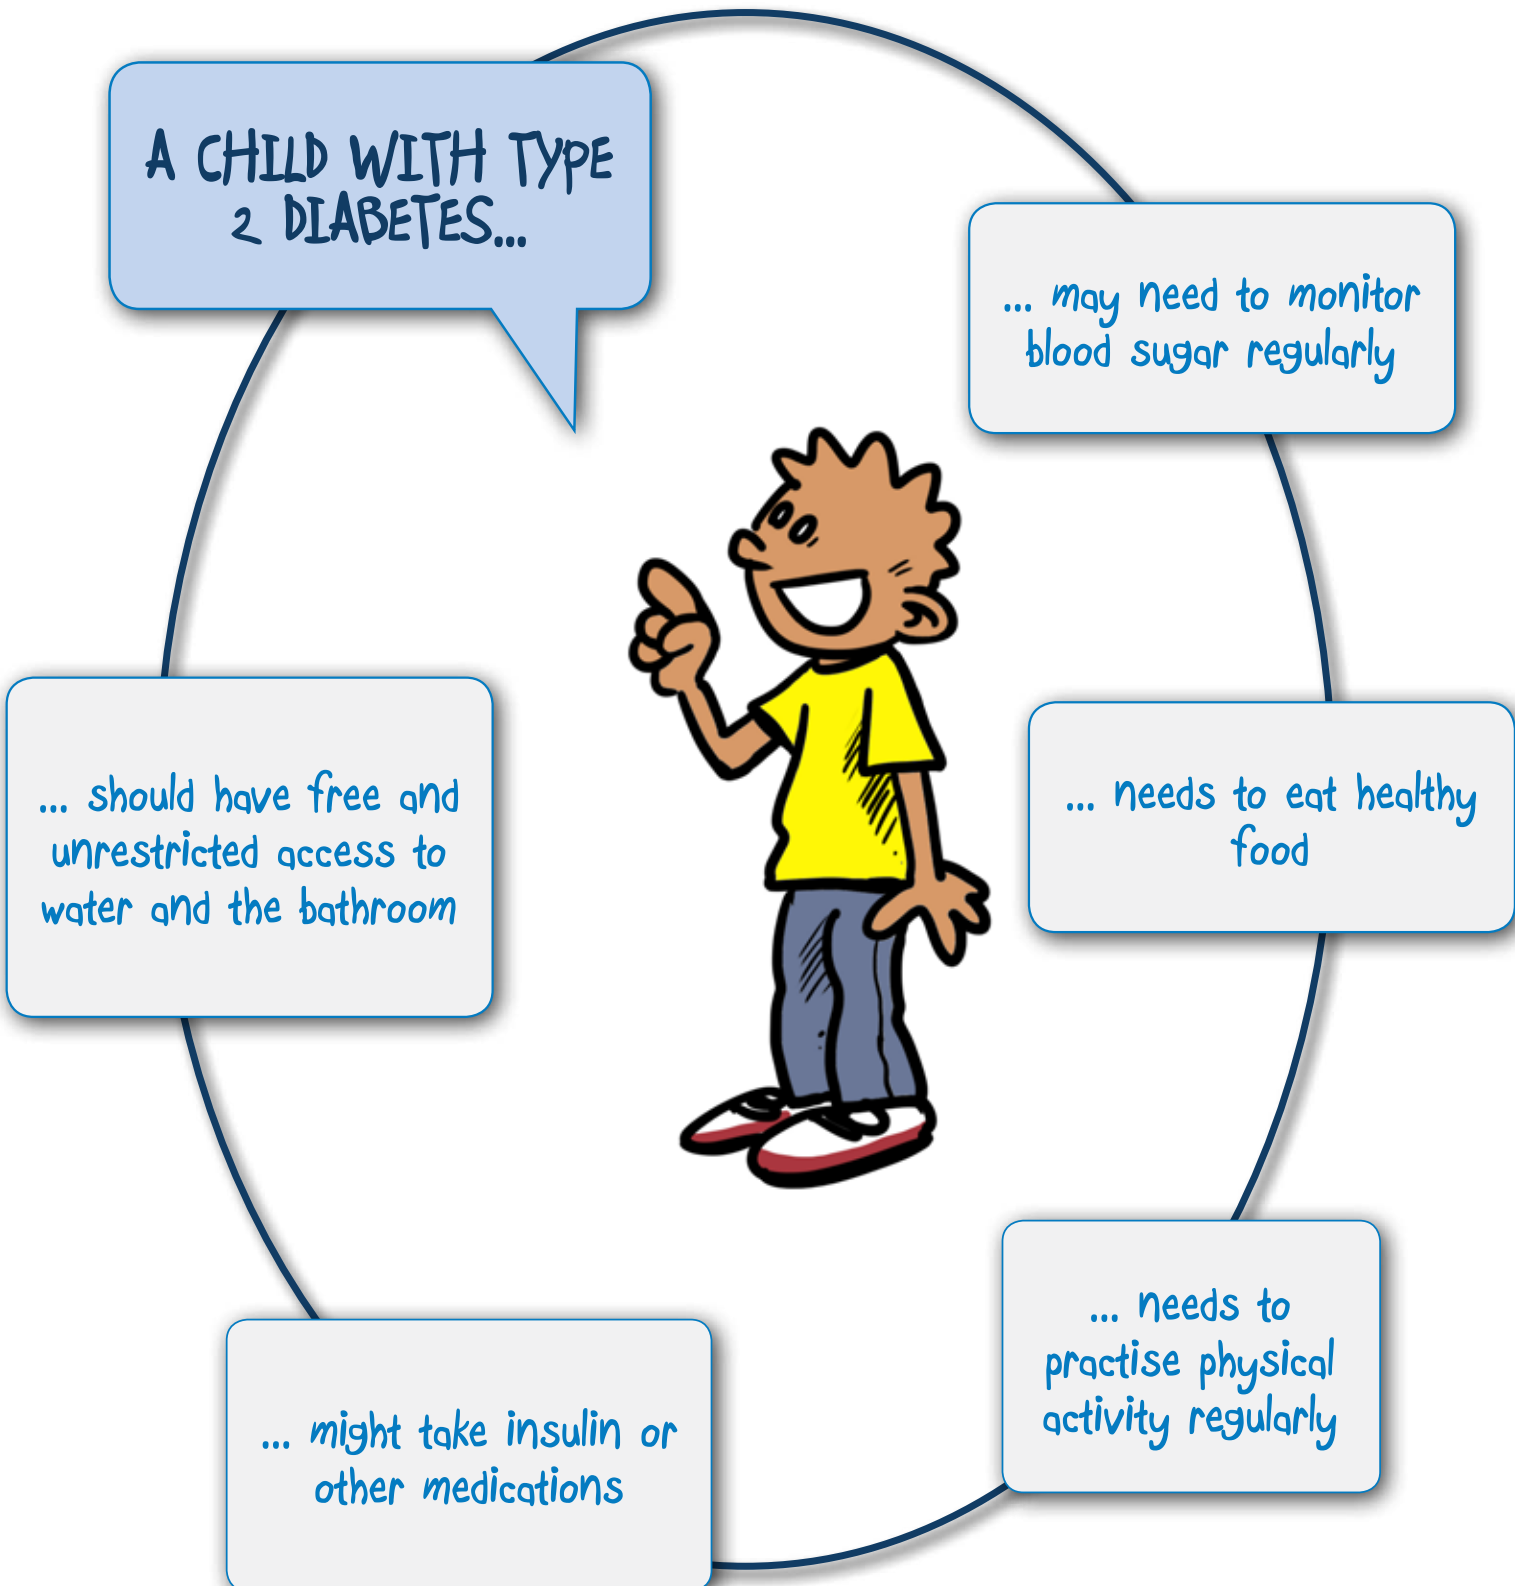 A CHILD WITH TYPE
2 DIABETES...
... may need to monitor
blood sugar regularly
... needs to eat healthy
food
... needs to
practise physical
activity regularly
... might take insulin or
other medications
... should have free and
unrestricted access to
water and the bathroom